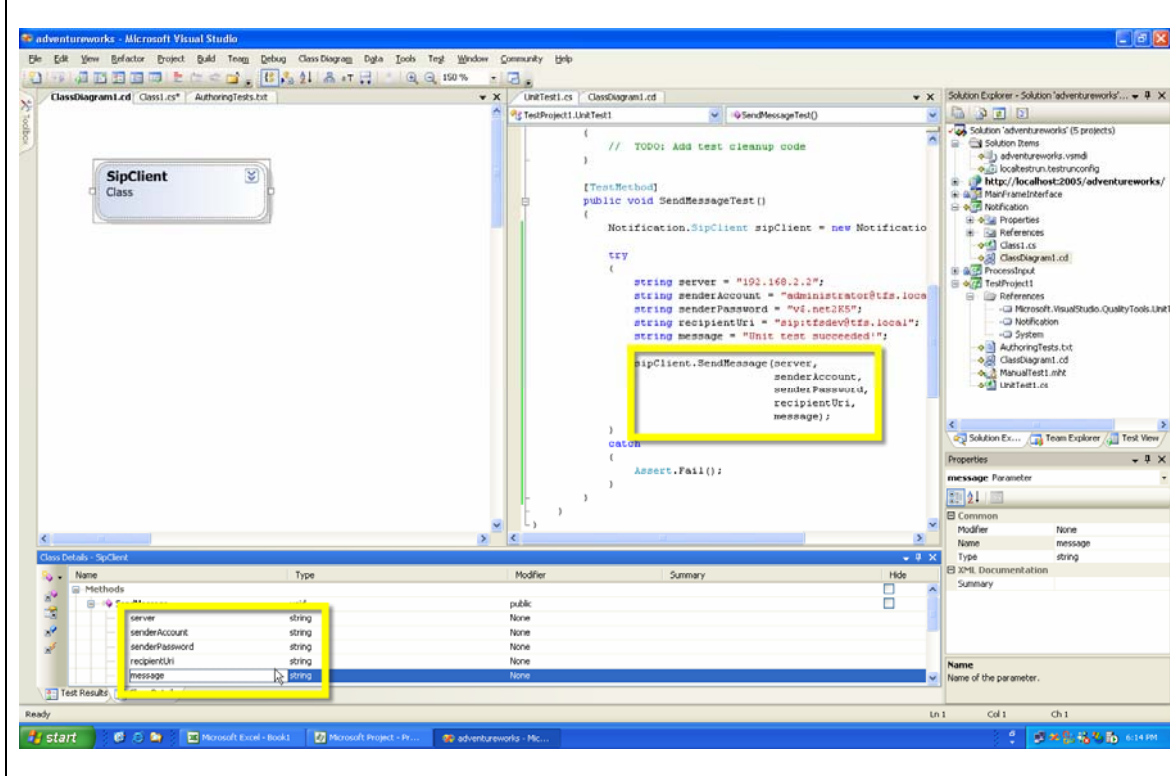 adventureworks - Microsoft Visual Studio
File Edit View Refactor Project Build Team Debug Class Diagram Data Tools Test Window Community Help
150 %
ClassDiagram1.cd Class1.cs* AuthoringTests.txt
SipClient
Class
UnitTest1.cs ClassDiagram1.cd
TestProject1.UnitTest1 SendMessageTest()
{
// TODO: Add test cleanup code
}
[TestMethod]
public void SendMessageTest()
{
Notification.SipClient sipClient = new Notificatio
try
{
string server = "192.168.2.2";
string senderAccount = "administrator@tfs.loca
string senderPassword = "v$.net2K5";
string recipientUri = "sip:tfsdev@tfs.local";
string message = "Unit test succeeded!";
sipClient.SendMessage(server,
senderAccount,
senderPassword,
recipientUri,
message);
}
catch
{
Assert.Fail();
}
}
}
}
Solution Explorer - Solution 'adventureworks'...
Solution 'adventureworks' (5 projects)
Solution Items
adventureworks.vsmdi
localtestrun.testrunconfig
http://localhost:2005/adventureworks/
MainFrameInterface
Notification
Properties
References
Class1.cs
ClassDiagram1.cd
ProcessInput
TestProject1
References
Microsoft.VisualStudio.QualityTools.Unit
Notification
System
AuthoringTests.txt
ClassDiagram1.cd
ManualTest1.mht
UnitTest1.cs
Solution Ex... Team Explorer Test View
Properties
message Parameter
Common
Modifier None
Name message
Type string
XML Documentation
Summary
Name
Name of the parameter.
Class Details - SipClient
Name Type Modifier Summary Hide
Methods
SendMessage void public
server string None
senderAccount string None
senderPassword string None
recipientUri string None
message string None
Test Results
Ready Ln 1 Col 1 Ch 1
start Microsoft Excel - Book1 Microsoft Project - Pr... adventureworks - Mic... 6:14 PM